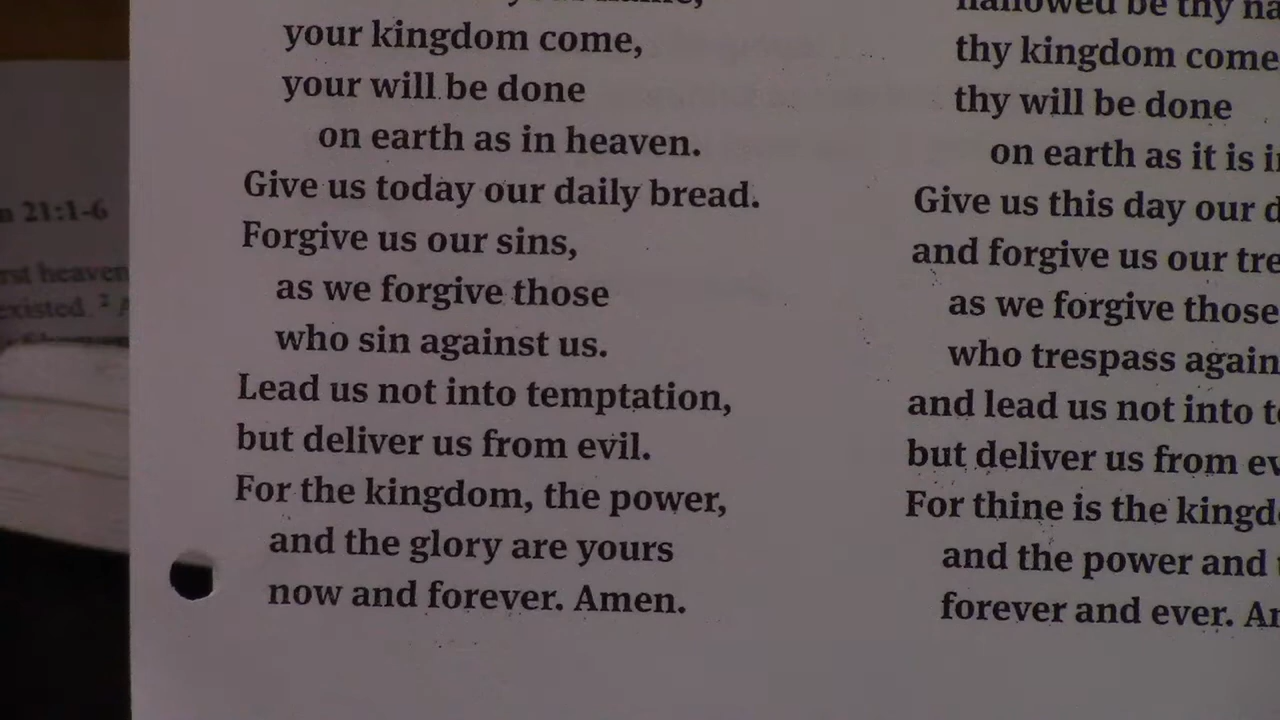 your kingdom come,
your will be done
on earth as in heaven.
Give us today our daily bread.
Forgive us our sins,
as we forgive those
who sin against us.
Lead us not into temptation,
but deliver us from evil.
For the kingdom, the power,
and the glory are yours
now and forever. Amen.
hallowed be thy
thy kingdom come
thy will be done
on earth as it is
Give us this day our
and forgive us our
as we forgive those
who trespass
and lead us not into
but deliver us from
For thine is the
and the power and
forever and ever.
21:1-6
heaven
existed. 2